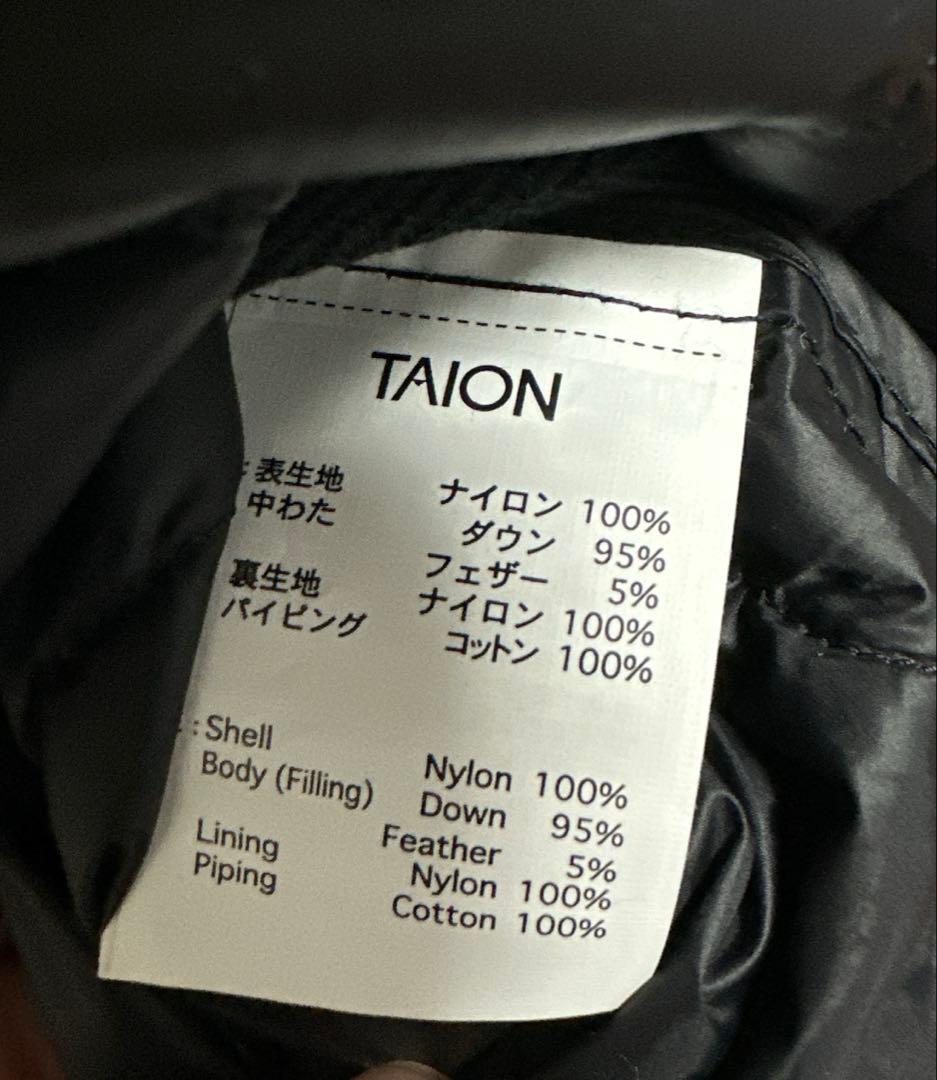 TAION
: 表生地 ナイロン 100%
中わた ダウン 95%
フェザー 5%
裏生地 ナイロン 100%
パイピング コットン 100%
: Shell Nylon 100%
Body (Filling) Down 95%
Feather 5%
Lining Nylon 100%
Piping Cotton 100%